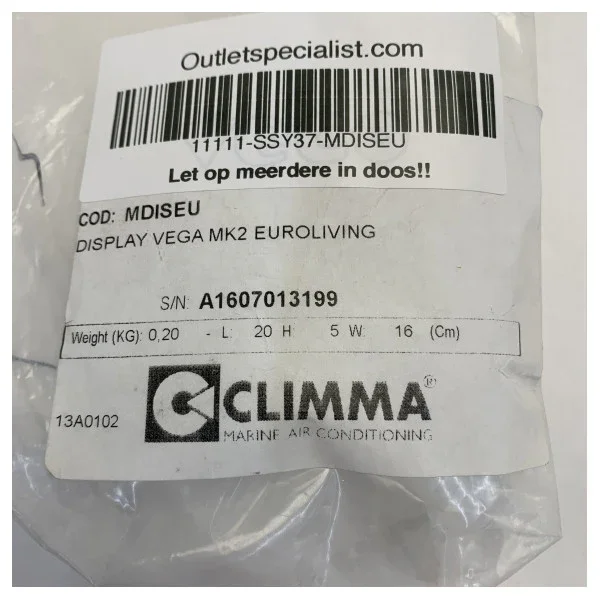 Outletspecialist.com
11111-SSY37-MDISEU
Let op meerdere in doos!!
COD: MDISEU
DISPLAY VEGA MK2 EUROLIVING
S/N: A1607013199
Weight (KG): 0,20 - L: 20 H: 5 W: 16 (Cm)
13A0102
CLIMMA®
MARINE AIR CONDITIONING